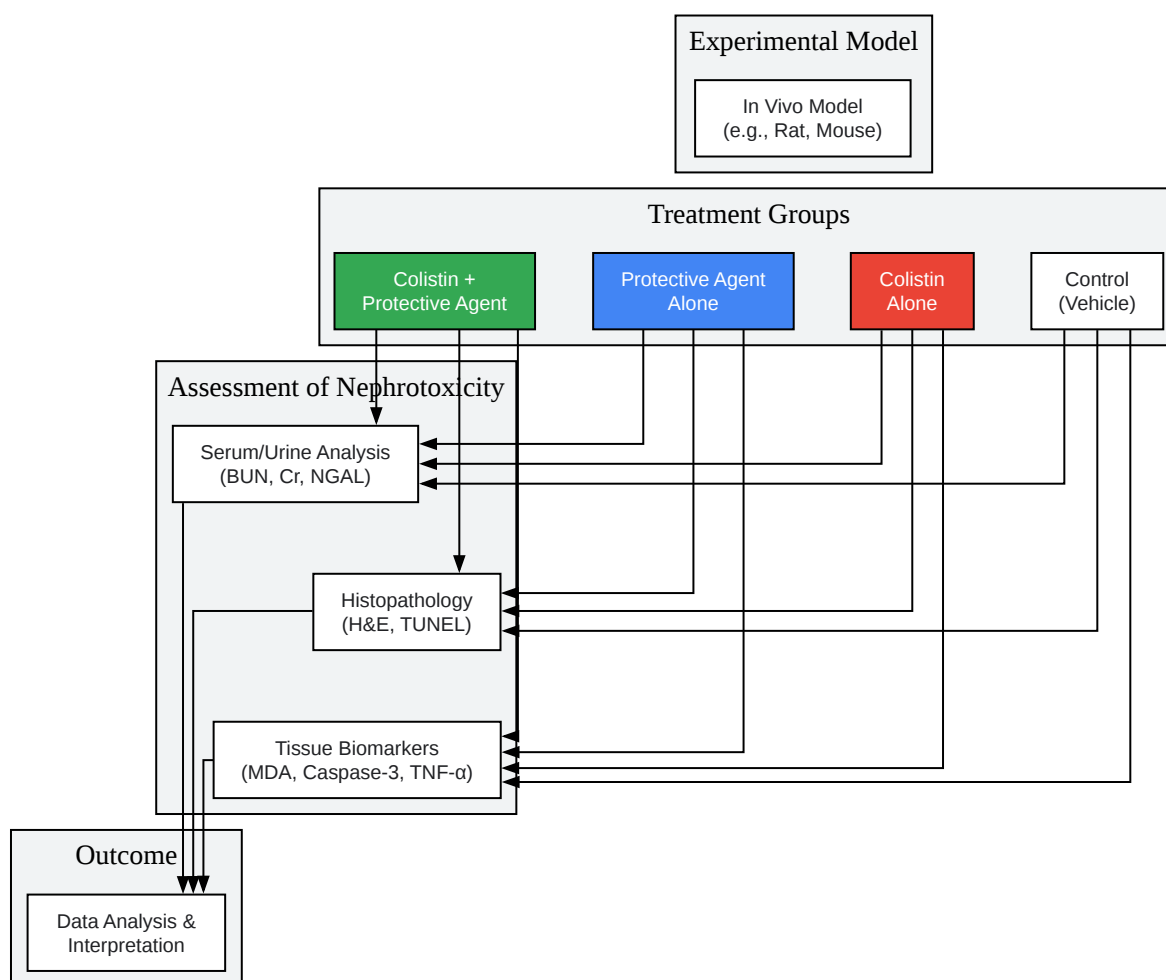 Experimental Model
In Vivo Model
(e.g., Rat, Mouse)
Treatment Groups
Colistin +
Protective Agent
Protective Agent
Alone
Colistin
Alone
Control
(Vehicle)
Assessment of Nephrotoxicity
Serum/Urine Analysis
(BUN, Cr, NGAL)
Histopathology
(H&E, TUNEL)
Tissue Biomarkers
(MDA, Caspase-3, TNF-α)
Outcome
Data Analysis &
Interpretation